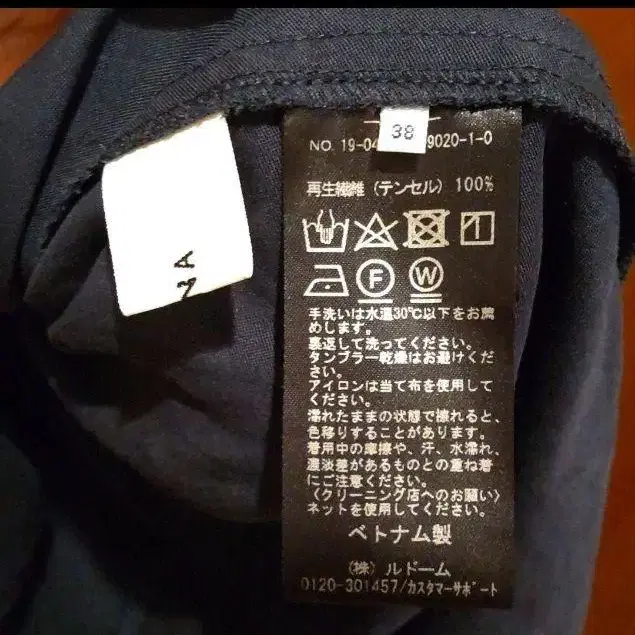 38
NO. 19-04 9020-1-0
再生繊維（テンセル）100%
F W
手洗いは水温30℃以下をお薦
めします。
裏返して洗ってください。
タンブラー乾燥はお避けくだ
さい。
アイロンは当て布を使用して
ください。
濡れたままの状態で擦れると、
色移りすることがあります。
着用中の摩擦や、汗、水濡れ、
濃淡差があるものとの重ね着
にご注意ください。
〈クリーニング店へのお願い〉
ネットを使用してください。
ベトナム製
（株）ルドーム
0120-301457/カスタマーサポート